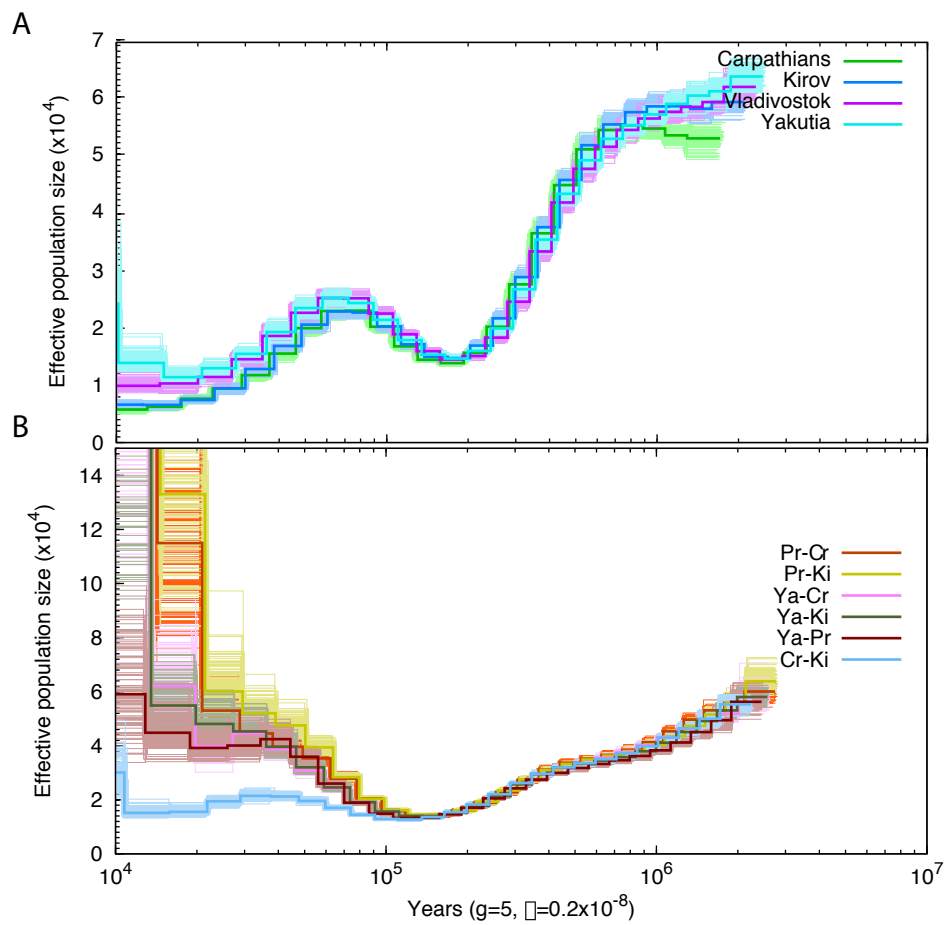 A
7
6
5
4
3
2
1
0
Effective population size (x10⁴)
Carpathians
Kirov
Vladivostok
Yakutia
B
14
12
10
8
6
4
2
0
Effective population size (x10⁴)
Pr-Cr
Pr-Ki
Ya-Cr
Ya-Ki
Ya-Pr
Cr-Ki
10⁴ 10⁵ 10⁶ 10⁷
Years (g=5, □=0.2x10⁻⁸)